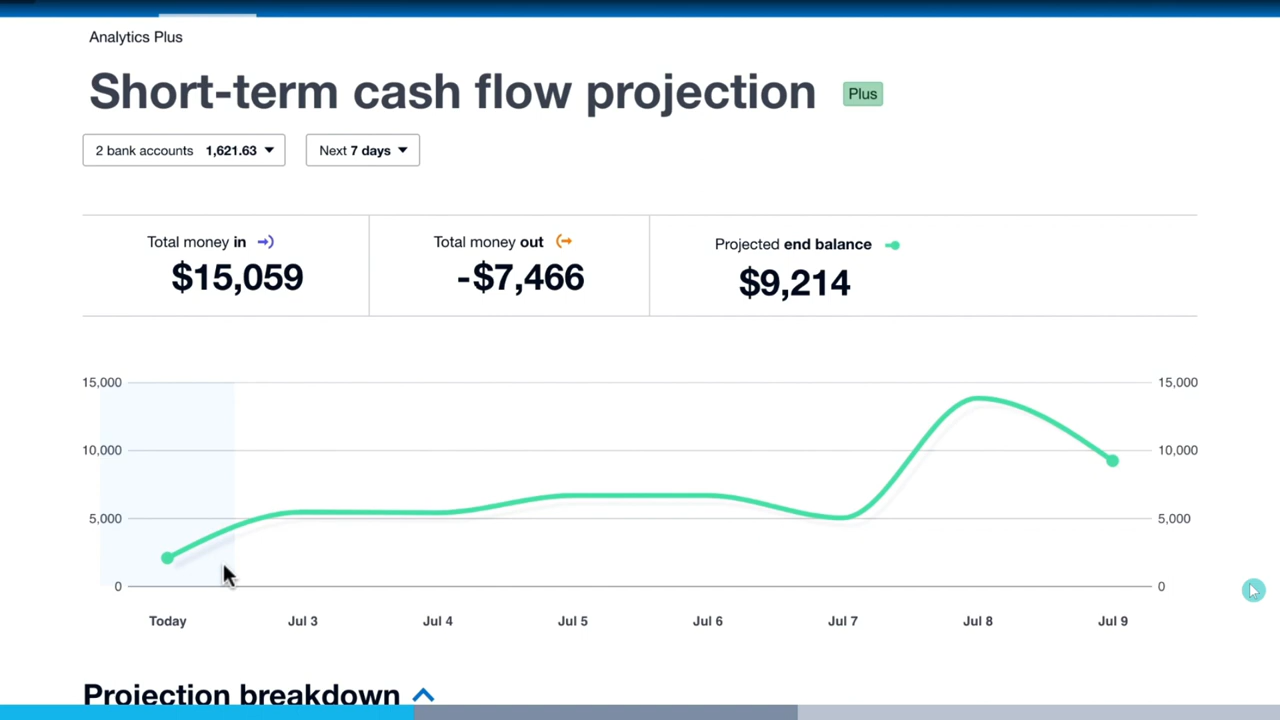 Analytics Plus
Short-term cash flow projection Plus
2 bank accounts 1,621.63 Next 7 days
Total money in Total money out Projected end balance
$15,059 -$7,466 $9,214
15,000 15,000
10,000 10,000
5,000 5,000
0 0
Today Jul 3 Jul 4 Jul 5 Jul 6 Jul 7 Jul 8 Jul 9
Projection breakdown